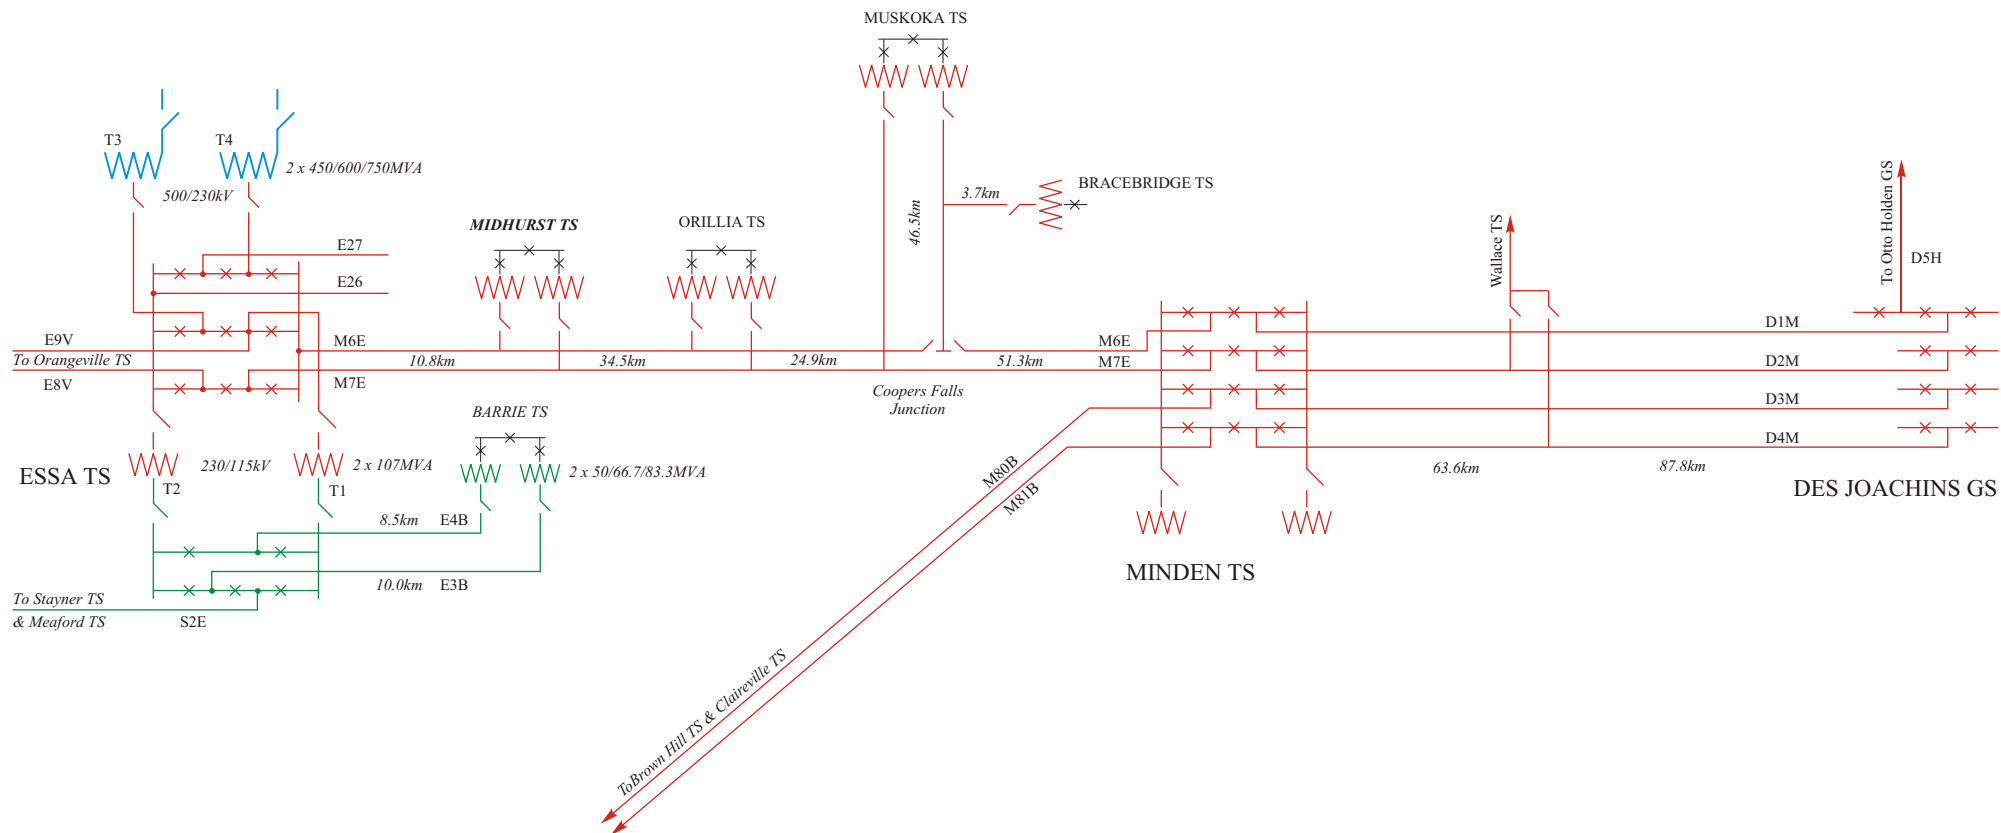 MUSKOKA TS
T3
T4
2 x 450/600/750MVA
500/230kV
3.7km
BRACEBRIDGE TS
46.5km
MIDHURST TS
ORILLIA TS
Wallace TS
To Otto Holden GS
D5H
E27
E26
E9V
To Orangeville TS
E8V
M6E
10.8km
34.5km
24.9km
51.3km
M6E
M7E
M7E
Coopers Falls
Junction
D1M
D2M
D3M
D4M
63.6km
87.8km
DES JOACHINS GS
BARRIE TS
ESSA TS
230/115kV
2 x 107MVA
2 x 50/66.7/83.3MVA
T2
T1
M80B
M81B
8.5km
E4B
MINDEN TS
10.0km
E3B
To Stayner TS
& Meaford TS
S2E
ToBrown Hill TS & Claireville TS